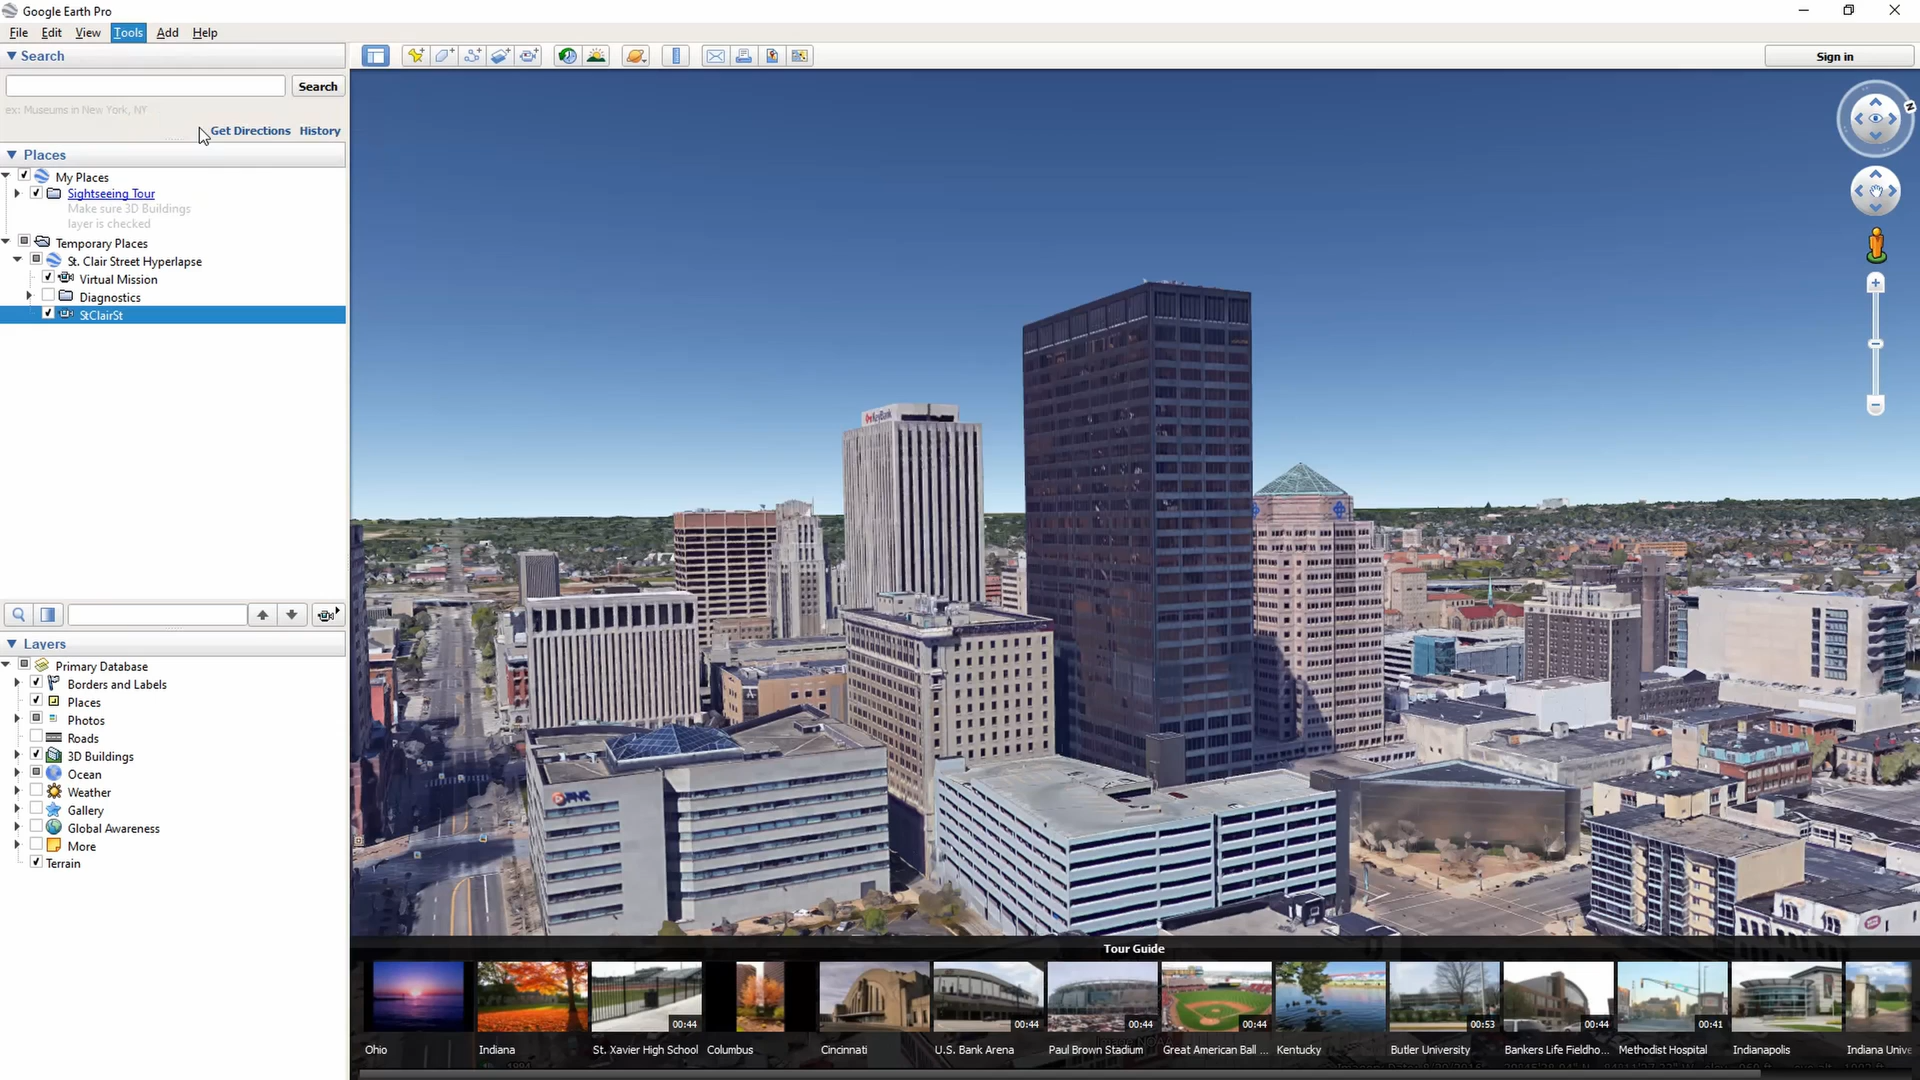 Google Earth Pro
File Edit View Tools Add Help
Search
Sign in
Search
ex: Museums in New York, NY
Get Directions History
Places
My Places
Sightseeing Tour
Make sure 3D Buildings
layer is checked
Temporary Places
St. Clair Street Hyperlapse
Virtual Mission
Diagnostics
StClairSt
Layers
Primary Database
Borders and Labels
Places
Photos
Roads
3D Buildings
Ocean
Weather
Gallery
Global Awareness
More
Terrain
N
KeyBank
PNC
Tour Guide
00:44 00:44 00:44 00:44 00:53 00:44 00:41
Ohio Indiana St. Xavier High School Columbus Cincinnati U.S. Bank Arena Paul Brown Stadium Great American Ball ... Kentucky Butler University Bankers Life Fieldho... Methodist Hospital Indianapolis Indiana Unive